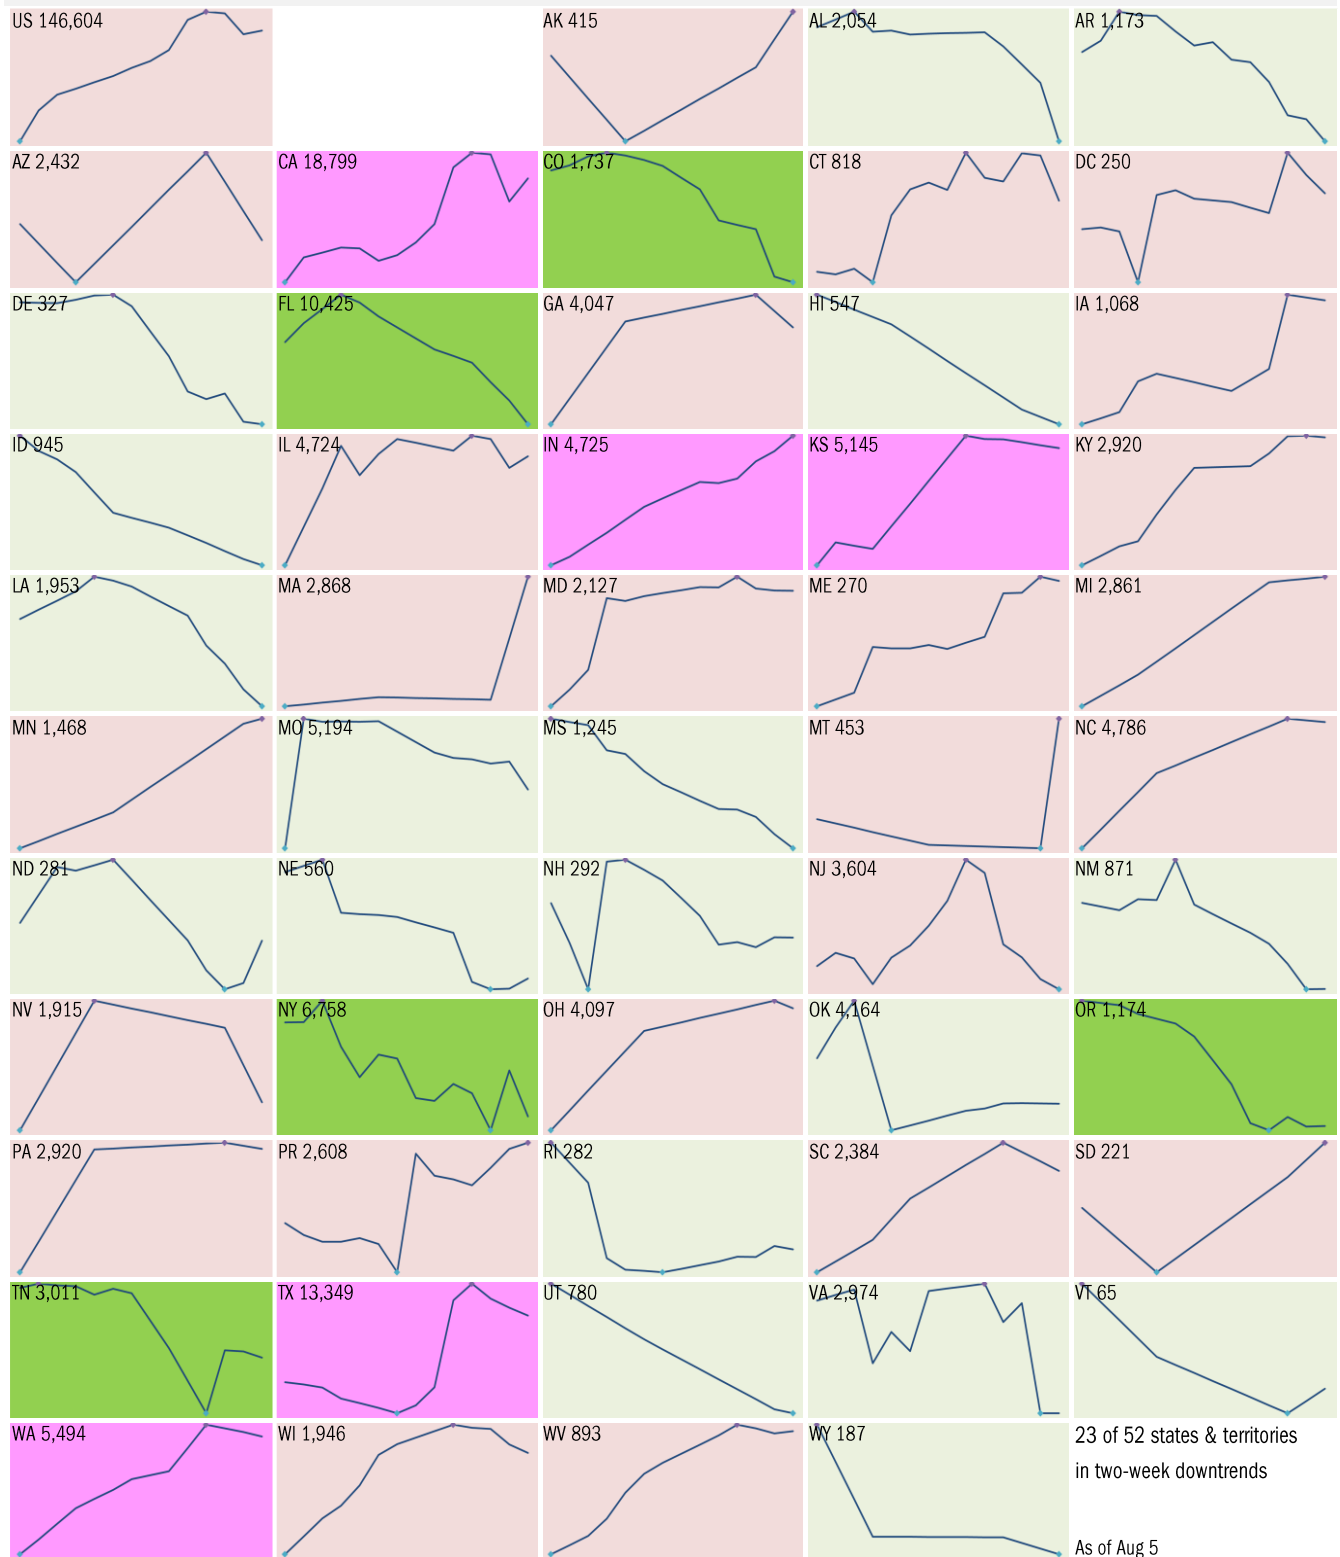 US 146,604
AK 415
AL 2,054
AR 1,173
AZ 2,432
CA 18,799
CO 1,737
CT 818
DC 250
DE 327
FL 10,425
GA 4,047
HI 547
IA 1,068
ID 945
IL 4,724
IN 4,725
KS 5,145
KY 2,920
LA 1,953
MA 2,868
MD 2,127
ME 270
MI 2,861
MN 1,468
MO 5,194
MS 1,245
MT 453
NC 4,786
ND 281
NE 560
NH 292
NJ 3,604
NM 871
NV 1,915
NY 6,758
OH 4,097
OK 4,164
OR 1,174
PA 2,920
PR 2,608
RI 282
SC 2,384
SD 221
TN 3,011
TX 13,349
UT 780
VA 2,974
VT 65
WA 5,494
WI 1,946
WV 893
WY 187
23 of 52 states & territories
in two-week downtrends
As of Aug 5